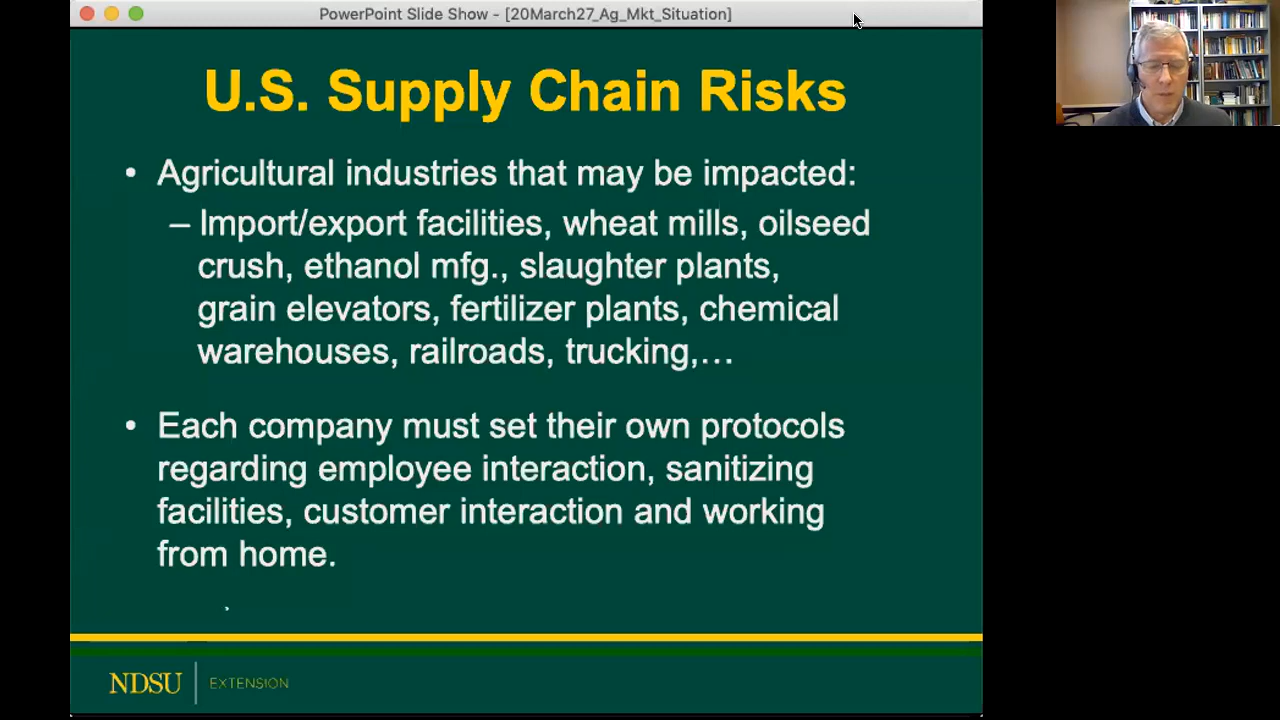 PowerPoint Slide Show - [20March27_Ag_Mkt_Situation]
U.S. Supply Chain Risks
• Agricultural industries that may be impacted:
– Import/export facilities, wheat mills, oilseed
crush, ethanol mfg., slaughter plants,
grain elevators, fertilizer plants, chemical
warehouses, railroads, trucking,…
• Each company must set their own protocols
regarding employee interaction, sanitizing
facilities, customer interaction and working
from home.
NDSU EXTENSION